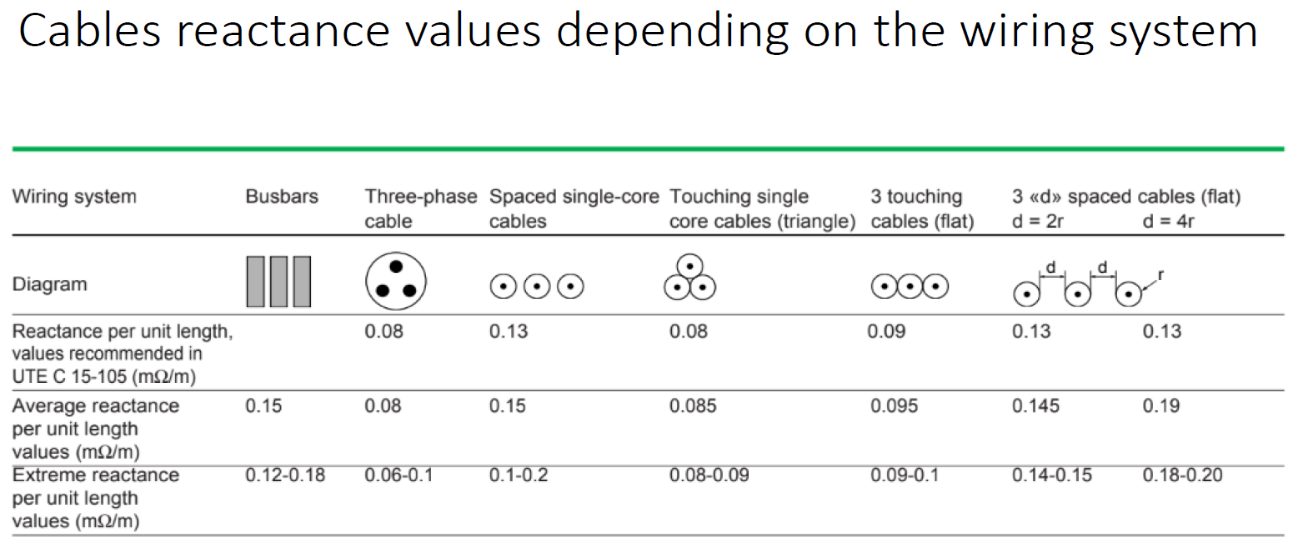 Cables reactance values depending on the wiring system
Wiring system Busbars Three-phase cable Spaced single-core cables Touching single core cables (triangle) 3 touching cables (flat) 3 «d» spaced cables (flat) d = 2r d = 4r
Diagram d d r
Reactance per unit length, values recommended in UTE C 15-105 (mΩ/m) 0.08 0.13 0.08 0.09 0.13 0.13
Average reactance per unit length values (mΩ/m) 0.15 0.08 0.15 0.085 0.095 0.145 0.19
Extreme reactance per unit length values (mΩ/m) 0.12-0.18 0.06-0.1 0.1-0.2 0.08-0.09 0.09-0.1 0.14-0.15 0.18-0.20